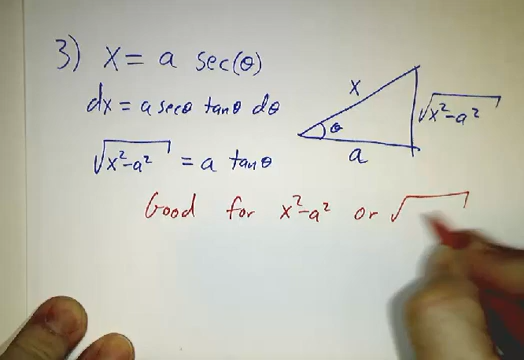 3) x = a sec(θ)
dx = a secθ tanθ dθ
√x²-a² = a tanθ
x
√x²-a²
θ
a
Good for x²-a² or √